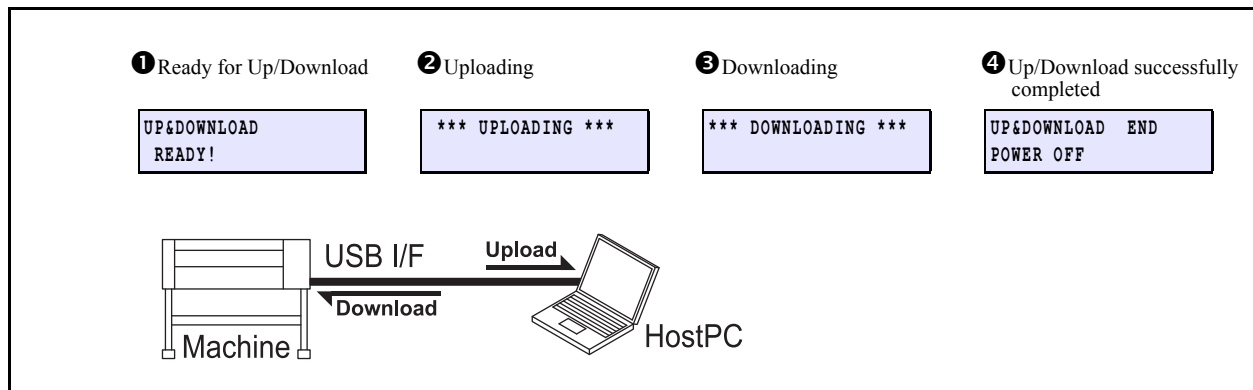 ❶Ready for Up/Download
❷Uploading
❸Downloading
❹Up/Download successfully
completed
UP&DOWNLOAD
READY!
*** UPLOADING ***
*** DOWNLOADING ***
UP&DOWNLOAD END
POWER OFF
USB I/F
Upload
Download
Machine
HostPC